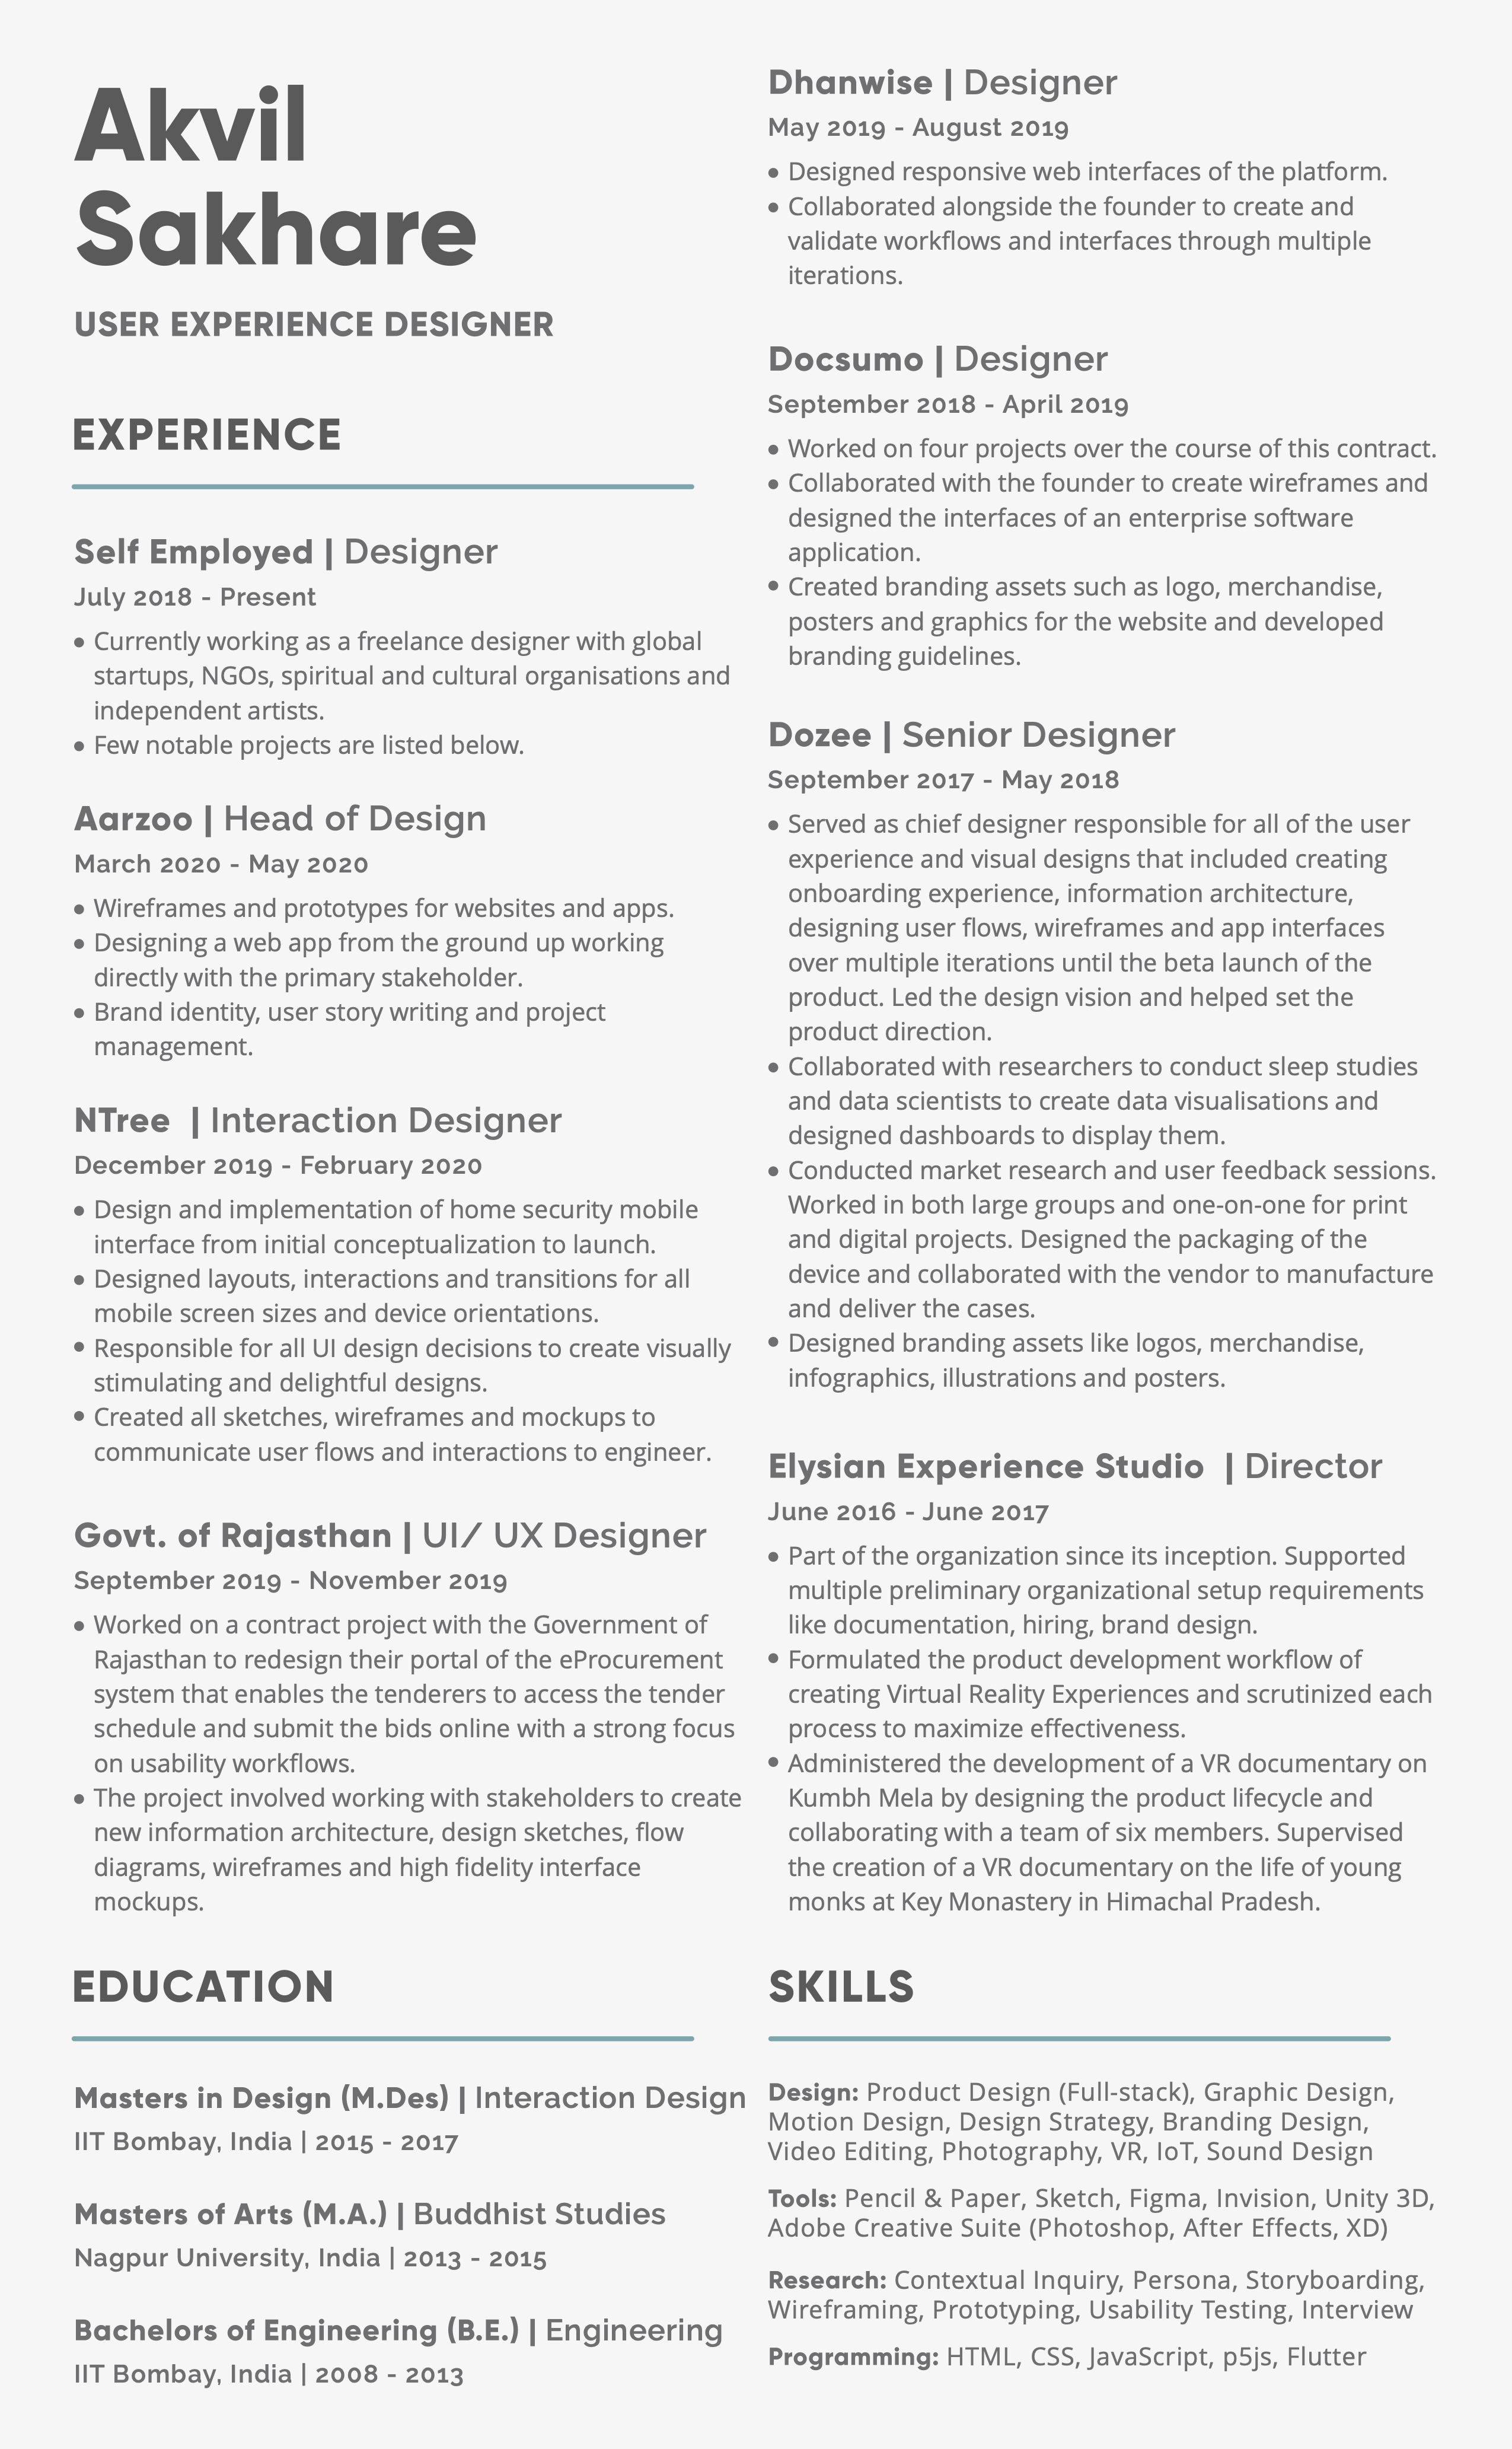 Akvil
Sakhare
USER EXPERIENCE DESIGNER
EXPERIENCE
Self Employed | Designer
July 2018 - Present
• Currently working as a freelance designer with global
startups, NGOs, spiritual and cultural organisations and
independent artists.
• Few notable projects are listed below.
Aarzoo | Head of Design
March 2020 - May 2020
• Wireframes and prototypes for websites and apps.
• Designing a web app from the ground up working
directly with the primary stakeholder.
• Brand identity, user story writing and project
management.
NTree | Interaction Designer
December 2019 - February 2020
• Design and implementation of home security mobile
interface from initial conceptualization to launch.
• Designed layouts, interactions and transitions for all
mobile screen sizes and device orientations.
• Responsible for all UI design decisions to create visually
stimulating and delightful designs.
• Created all sketches, wireframes and mockups to
communicate user flows and interactions to engineer.
Govt. of Rajasthan | UI/ UX Designer
September 2019 - November 2019
• Worked on a contract project with the Government of
Rajasthan to redesign their portal of the eProcurement
system that enables the tenderers to access the tender
schedule and submit the bids online with a strong focus
on usability workflows.
• The project involved working with stakeholders to create
new information architecture, design sketches, flow
diagrams, wireframes and high fidelity interface
mockups.
Dhanwise | Designer
May 2019 - August 2019
• Designed responsive web interfaces of the platform.
• Collaborated alongside the founder to create and
validate workflows and interfaces through multiple
iterations.
Docsumo | Designer
September 2018 - April 2019
• Worked on four projects over the course of this contract.
• Collaborated with the founder to create wireframes and
designed the interfaces of an enterprise software
application.
• Created branding assets such as logo, merchandise,
posters and graphics for the website and developed
branding guidelines.
Dozee | Senior Designer
September 2017 - May 2018
• Served as chief designer responsible for all of the user
experience and visual designs that included creating
onboarding experience, information architecture,
designing user flows, wireframes and app interfaces
over multiple iterations until the beta launch of the
product. Led the design vision and helped set the
product direction.
• Collaborated with researchers to conduct sleep studies
and data scientists to create data visualisations and
designed dashboards to display them.
• Conducted market research and user feedback sessions.
Worked in both large groups and one-on-one for print
and digital projects. Designed the packaging of the
device and collaborated with the vendor to manufacture
and deliver the cases.
• Designed branding assets like logos, merchandise,
infographics, illustrations and posters.
Elysian Experience Studio | Director
June 2016 - June 2017
• Part of the organization since its inception. Supported
multiple preliminary organizational setup requirements
like documentation, hiring, brand design.
• Formulated the product development workflow of
creating Virtual Reality Experiences and scrutinized each
process to maximize effectiveness.
• Administered the development of a VR documentary on
Kumbh Mela by designing the product lifecycle and
collaborating with a team of six members. Supervised
the creation of a VR documentary on the life of young
monks at Key Monastery in Himachal Pradesh.
EDUCATION
Masters in Design (M.Des) | Interaction Design
IIT Bombay, India | 2015 - 2017
Masters of Arts (M.A.) | Buddhist Studies
Nagpur University, India | 2013 - 2015
Bachelors of Engineering (B.E.) | Engineering
IIT Bombay, India | 2008 - 2013
SKILLS
Design: Product Design (Full-stack), Graphic Design,
Motion Design, Design Strategy, Branding Design,
Video Editing, Photography, VR, IoT, Sound Design
Tools: Pencil & Paper, Sketch, Figma, Invision, Unity 3D,
Adobe Creative Suite (Photoshop, After Effects, XD)
Research: Contextual Inquiry, Persona, Storyboarding,
Wireframing, Prototyping, Usability Testing, Interview
Programming: HTML, CSS, JavaScript, p5js, Flutter